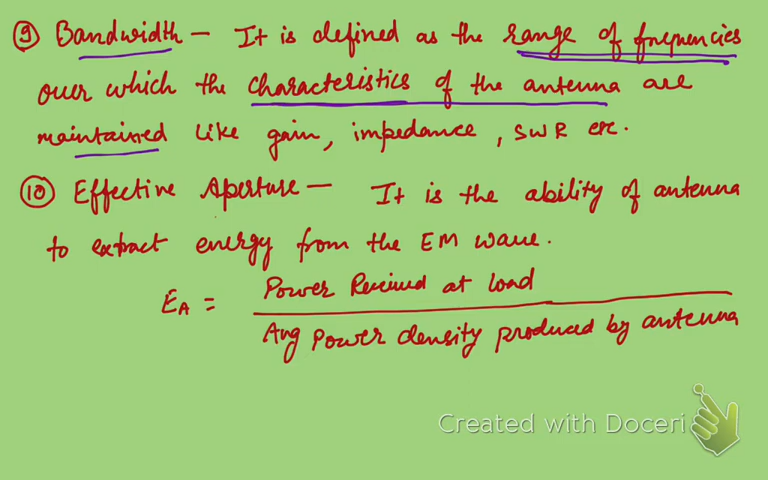 ⑨ Bandwidth — It is defined as the range of frequencies
over which the characteristics of the antenna are
maintained like gain, impedance, SWR etc.
⑩ Effective Aperture — It is the ability of antenna
to extract energy from the EM wave.
E_A = Power Received at load
Avg Power density produced by antenna
Created with Doceri